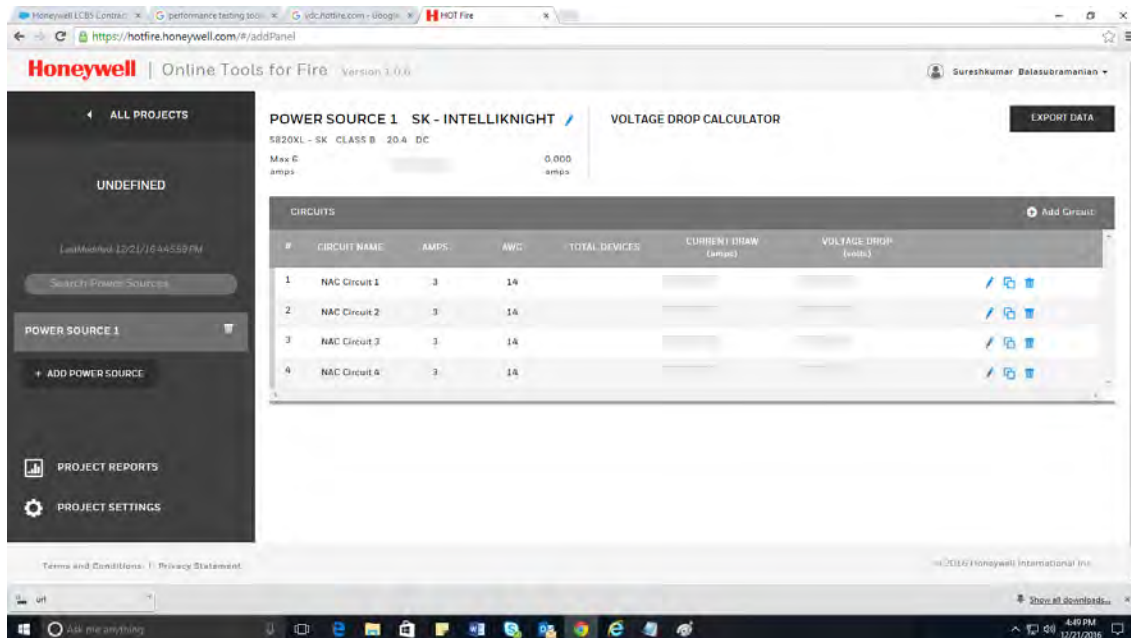 Honeywell ECBS Contract
performance testing tool
vdc.hotfire.com - Google
HOT Fire
https://hotfire.honeywell.com/#/addPanel
Honeywell | Online Tools for Fire Version 1.0.6
Sureshkumar Balasubramanian
ALL PROJECTS
UNDEFINED
LastModified 12/21/16 4:45:59 PM
Search Power Sources
POWER SOURCE 1
+ ADD POWER SOURCE
PROJECT REPORTS
PROJECT SETTINGS
POWER SOURCE 1 SK - INTELLIKNIGHT
5820XL - SK CLASS B 20.4 DC
Max 6 0.000
amps amps
VOLTAGE DROP CALCULATOR
EXPORT DATA
CIRCUITS Add Circuit
# CIRCUIT NAME AMPS AWG TOTAL DEVICES CURRENT DRAW (amps) VOLTAGE DROP (volts)
1 NAC Circuit 1 3 14
2 NAC Circuit 2 3 14
3 NAC Circuit 3 3 14
4 NAC Circuit 4 3 14
Terms and Conditions | Privacy Statement
© 2016 Honeywell International Inc
url
Show all downloads...
Ask me anything
4:49 PM
12/21/2016